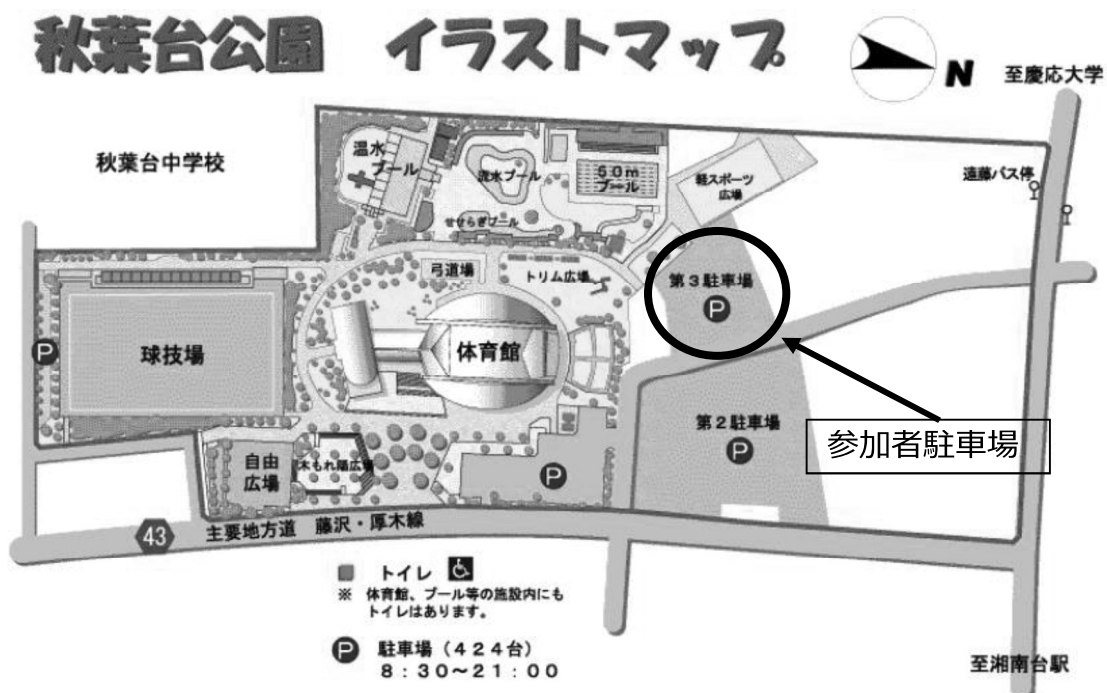 秋葉台公園 イラストマップ
N
至慶応大学
秋葉台中学校
温水
プール
流水プール
50m
プール
軽スポーツ
広場
遠藤バス停
せせらぎプール
弓道場
トリム広場
第3駐車場
P
P
球技場
体育館
第2駐車場
P
参加者駐車場
自由
広場
木もれ陽広場
P
43
主要地方道 藤沢・厚木線
トイレ
※ 体育館、プール等の施設内にも
トイレはあります。
P 駐車場（424台）
8：30～21：00
至湘南台駅